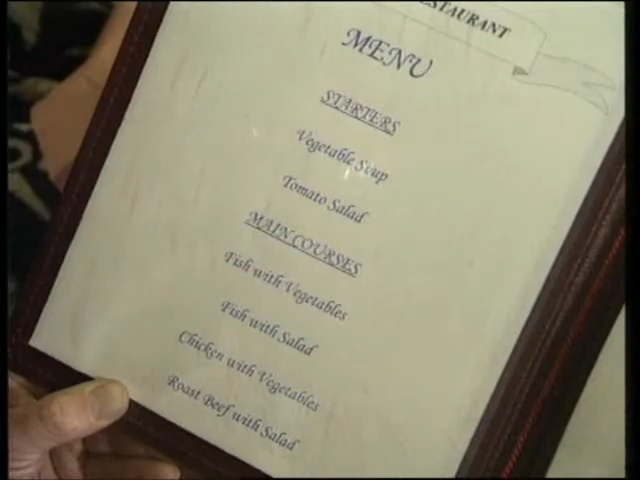 RESTAURANT
MENU
STARTERS
Vegetable Soup
Tomato Salad
MAIN COURSES
Fish with Vegetables
Fish with Salad
Chicken with Vegetables
Roast Beef with Salad